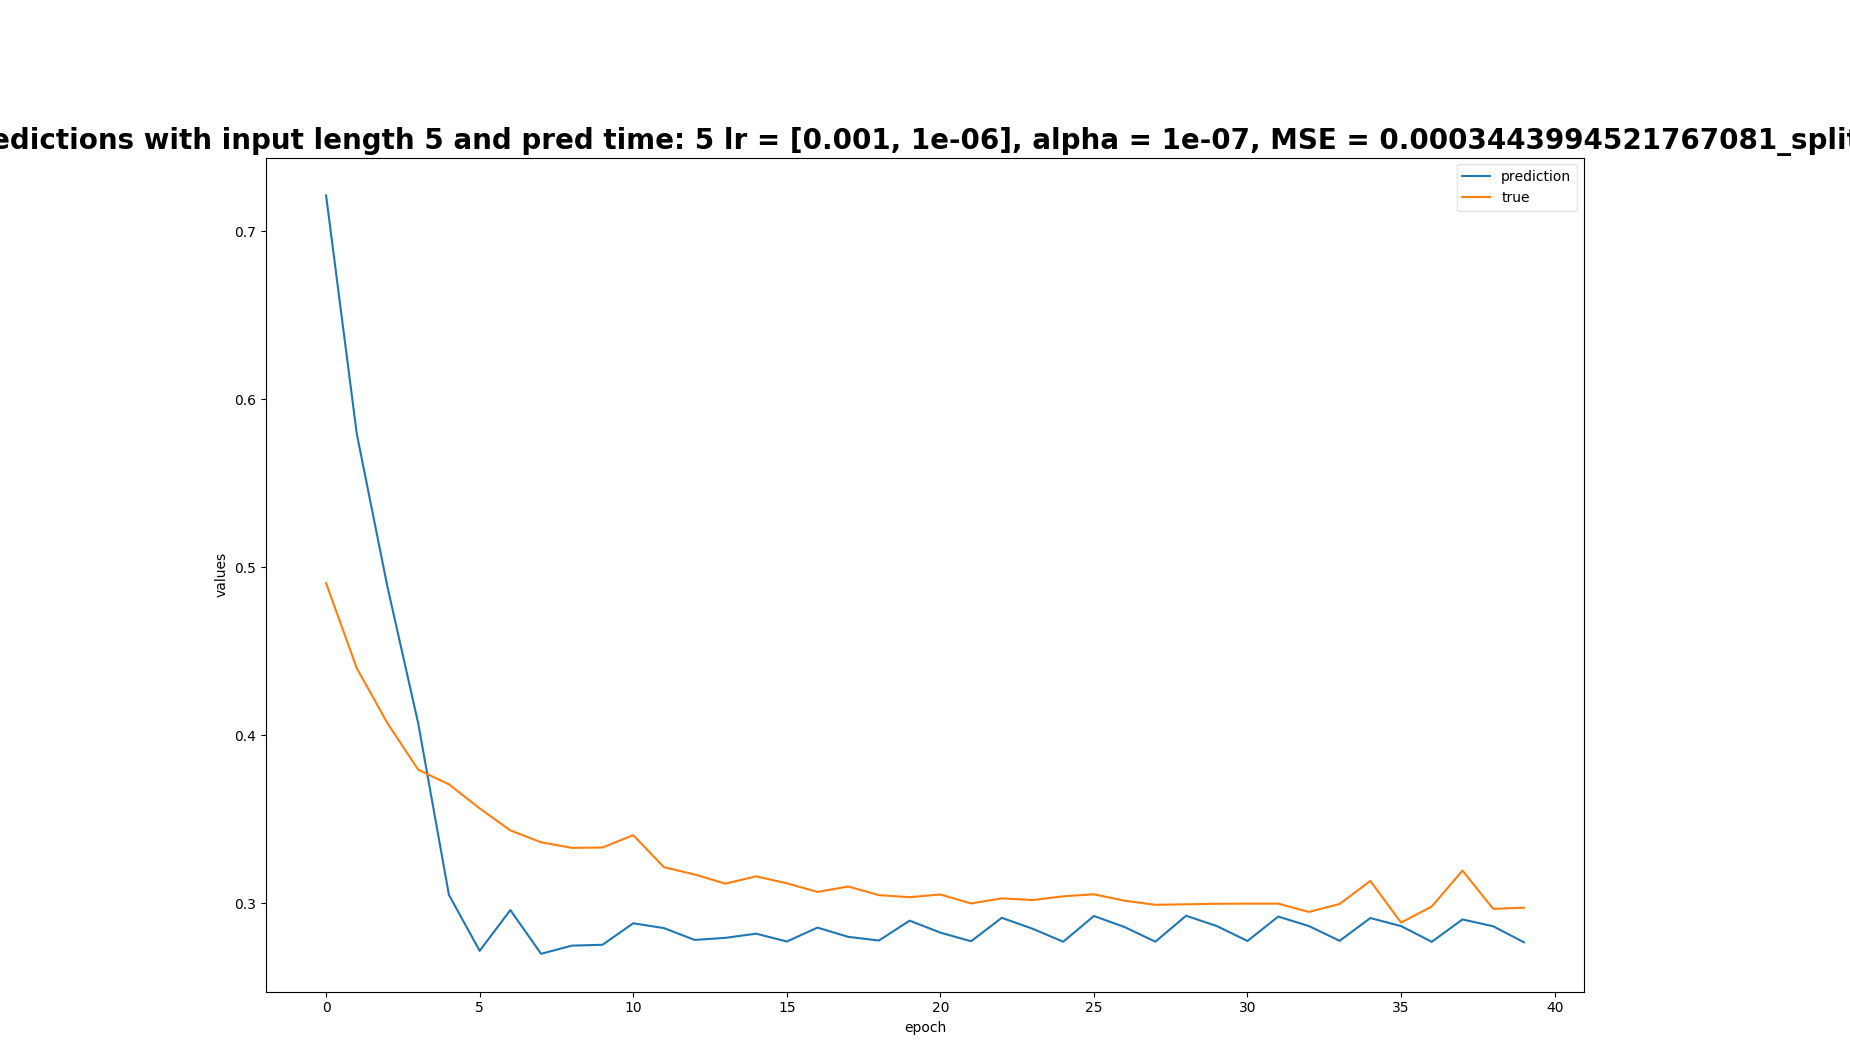 edictions with input length 5 and pred time: 5 lr = [0.001, 1e-06], alpha = 1e-07, MSE = 0.0003443994521767081_split
prediction
true
0.7
0.6
0.5
0.4
0.3
values
0 5 10 15 20 25 30 35 40
epoch